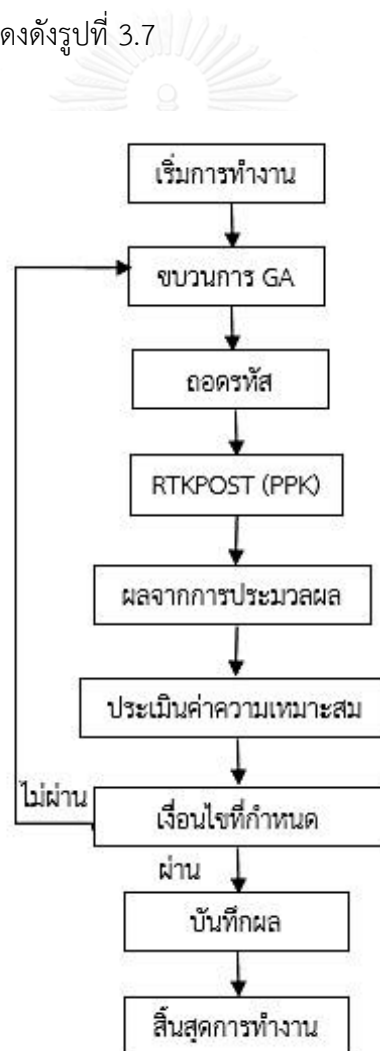 ดงดังรูปที่ 3.7
เริ่มการทำงาน
ขบวนการ GA
ถอดรหัส
RTKPOST (PPK)
ผลจากการประมวลผล
ประเมินค่าความเหมาะสม
ไม่ผ่าน
เงื่อนไขที่กำหนด
ผ่าน
บันทึกผล
สิ้นสุดการทำงาน